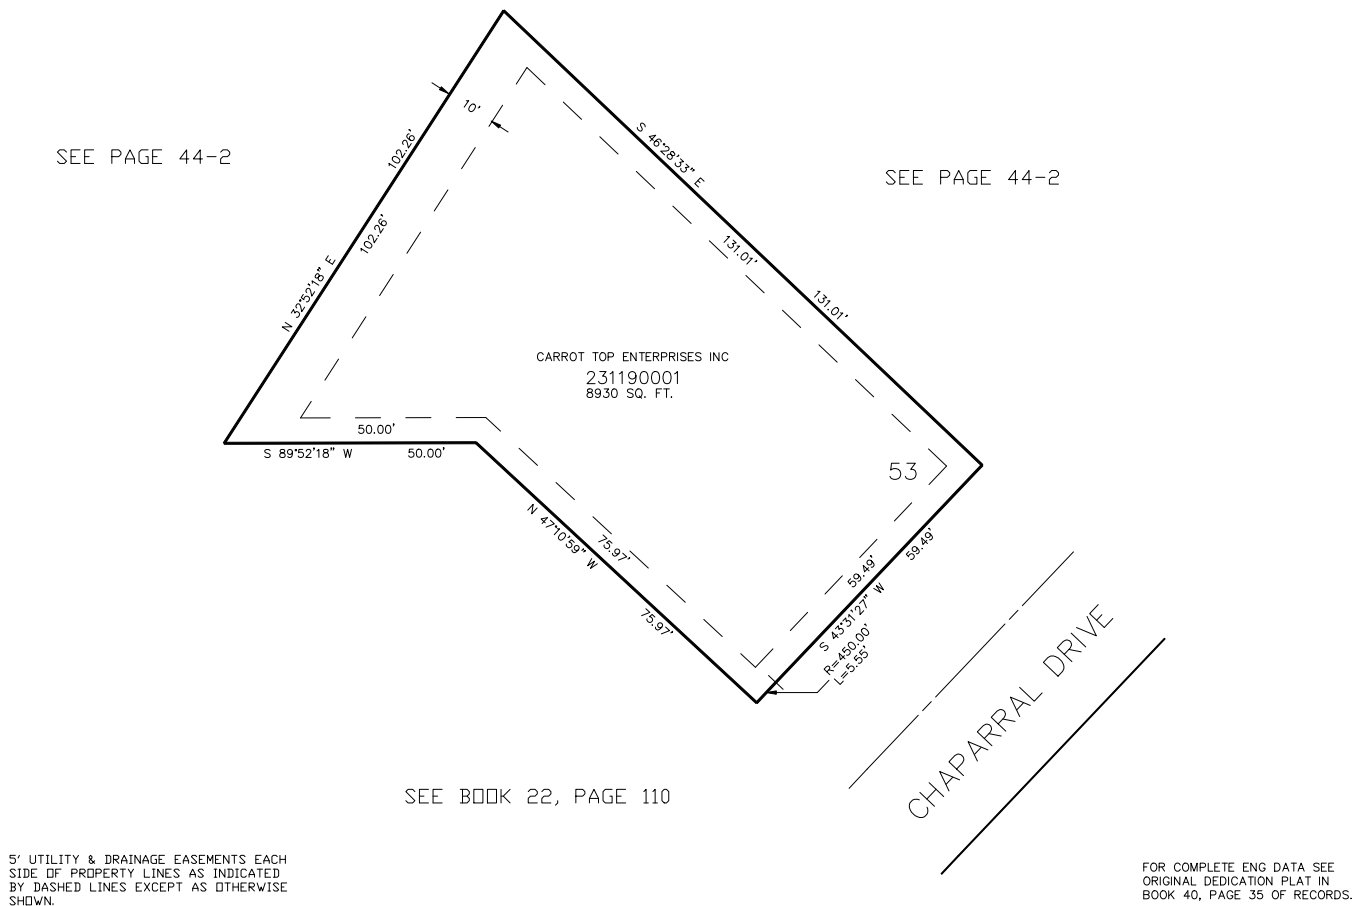 10'
102.26'
SEE PAGE 44-2
S 46°28'33" E
SEE PAGE 44-2
102.26'
131.01'
N 32°52'18" E
131.01'
CARROT TOP ENTERPRISES INC
231190001
8930 SQ. FT.
50.00'
S 89°52'18" W 50.00'
53
N 47°10'59" W
75.97'
59.49'
59.49'
S 43°31'27" W
75.97'
R=450.00'
L=5.55'
CHAPARRAL DRIVE
SEE BOOK 22, PAGE 110
5' UTILITY & DRAINAGE EASEMENTS EACH
SIDE OF PROPERTY LINES AS INDICATED
BY DASHED LINES EXCEPT AS OTHERWISE
SHOWN.
FOR COMPLETE ENG DATA SEE
ORIGINAL DEDICATION PLAT IN
BOOK 40, PAGE 35 OF RECORDS.